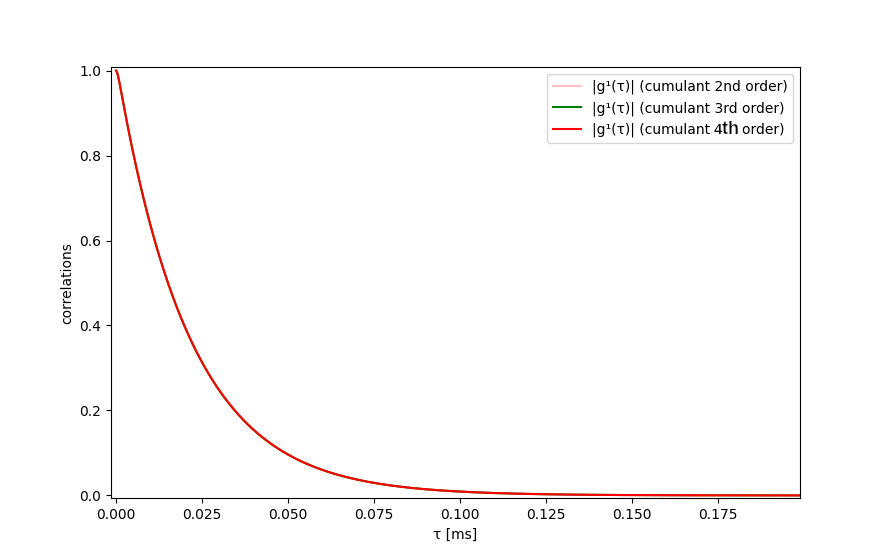 1.0
0.8
0.6
0.4
0.2
0.0
correlations
|g¹(τ)| (cumulant 2nd order)
|g¹(τ)| (cumulant 3rd order)
|g¹(τ)| (cumulant 4th order)
0.000 0.025 0.050 0.075 0.100 0.125 0.150 0.175
τ [ms]